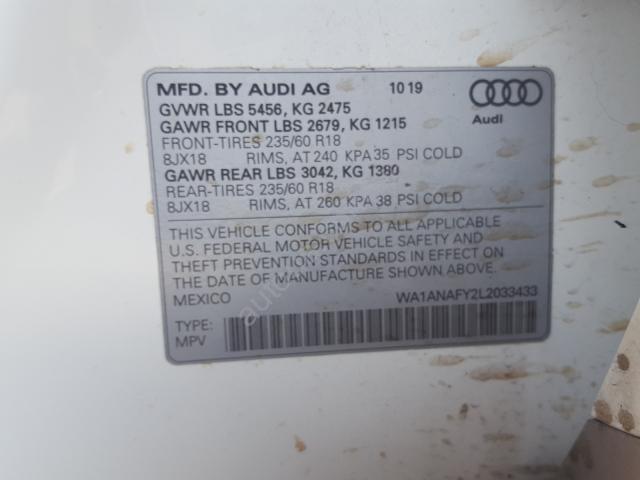 MFD. BY AUDI AG 10 19
GVWR LBS 5456, KG 2475
GAWR FRONT LBS 2679, KG 1215
FRONT-TIRES 235/60 R18
8JX18 RIMS, AT 240 KPA 35 PSI COLD
GAWR REAR LBS 3042, KG 1380
REAR-TIRES 235/60 R18
8JX18 RIMS, AT 260 KPA 38 PSI COLD
Audi
THIS VEHICLE CONFORMS TO ALL APPLICABLE
U.S. FEDERAL MOTOR VEHICLE SAFETY AND
THEFT PREVENTION STANDARDS IN EFFECT ON
THE DATE OF MANUFACTURE SHOWN ABOVE.
MEXICO WA1ANAFY2L2033433
TYPE:
MPV